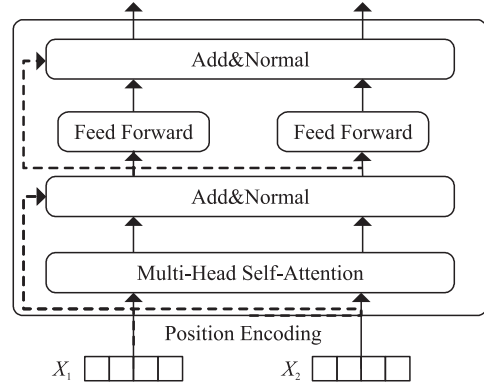 Add&Normal
Feed Forward Feed Forward
Add&Normal
Multi-Head Self-Attention
Position Encoding
X₁ X₂